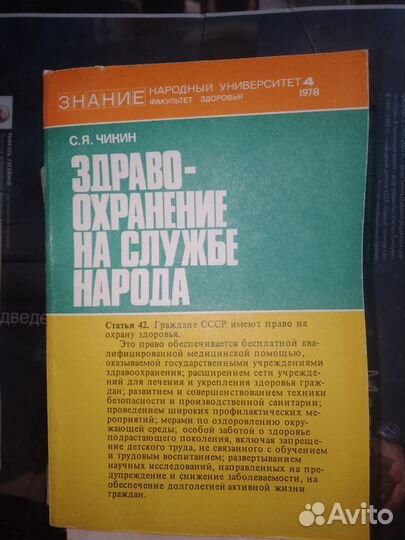 ЗНАНИЕ
НАРОДНЫЙ УНИВЕРСИТЕТ 4
ФАКУЛЬТЕТ ЗДОРОВЬЯ 1978
С.Я. ЧИКИН
ЗДРАВО-
ОХРАНЕНИЕ
НА СЛУЖБЕ
НАРОДА
Статья 42. Граждане СССР имеют право на
охрану здоровья.
Это право обеспечивается бесплатной ква-
лифицированной медицинской помощью,
оказываемой государственными учреждениями
здравоохранения; расширением сети учрежде-
ний для лечения и укрепления здоровья граж-
дан; развитием и совершенствованием техники
безопасности и производственной санитарии;
проведением широких профилактических ме-
роприятий; мерами по оздоровлению окру-
жающей среды; особой заботой о здоровье
подрастающего поколения, включая запреще-
ние детского труда, не связанного с обучением
и трудовым воспитанием; развертыванием
научных исследований, направленных на пре-
дупреждение и снижение заболеваемости, на
обеспечение долголетней активной жизни
граждан.
Avito